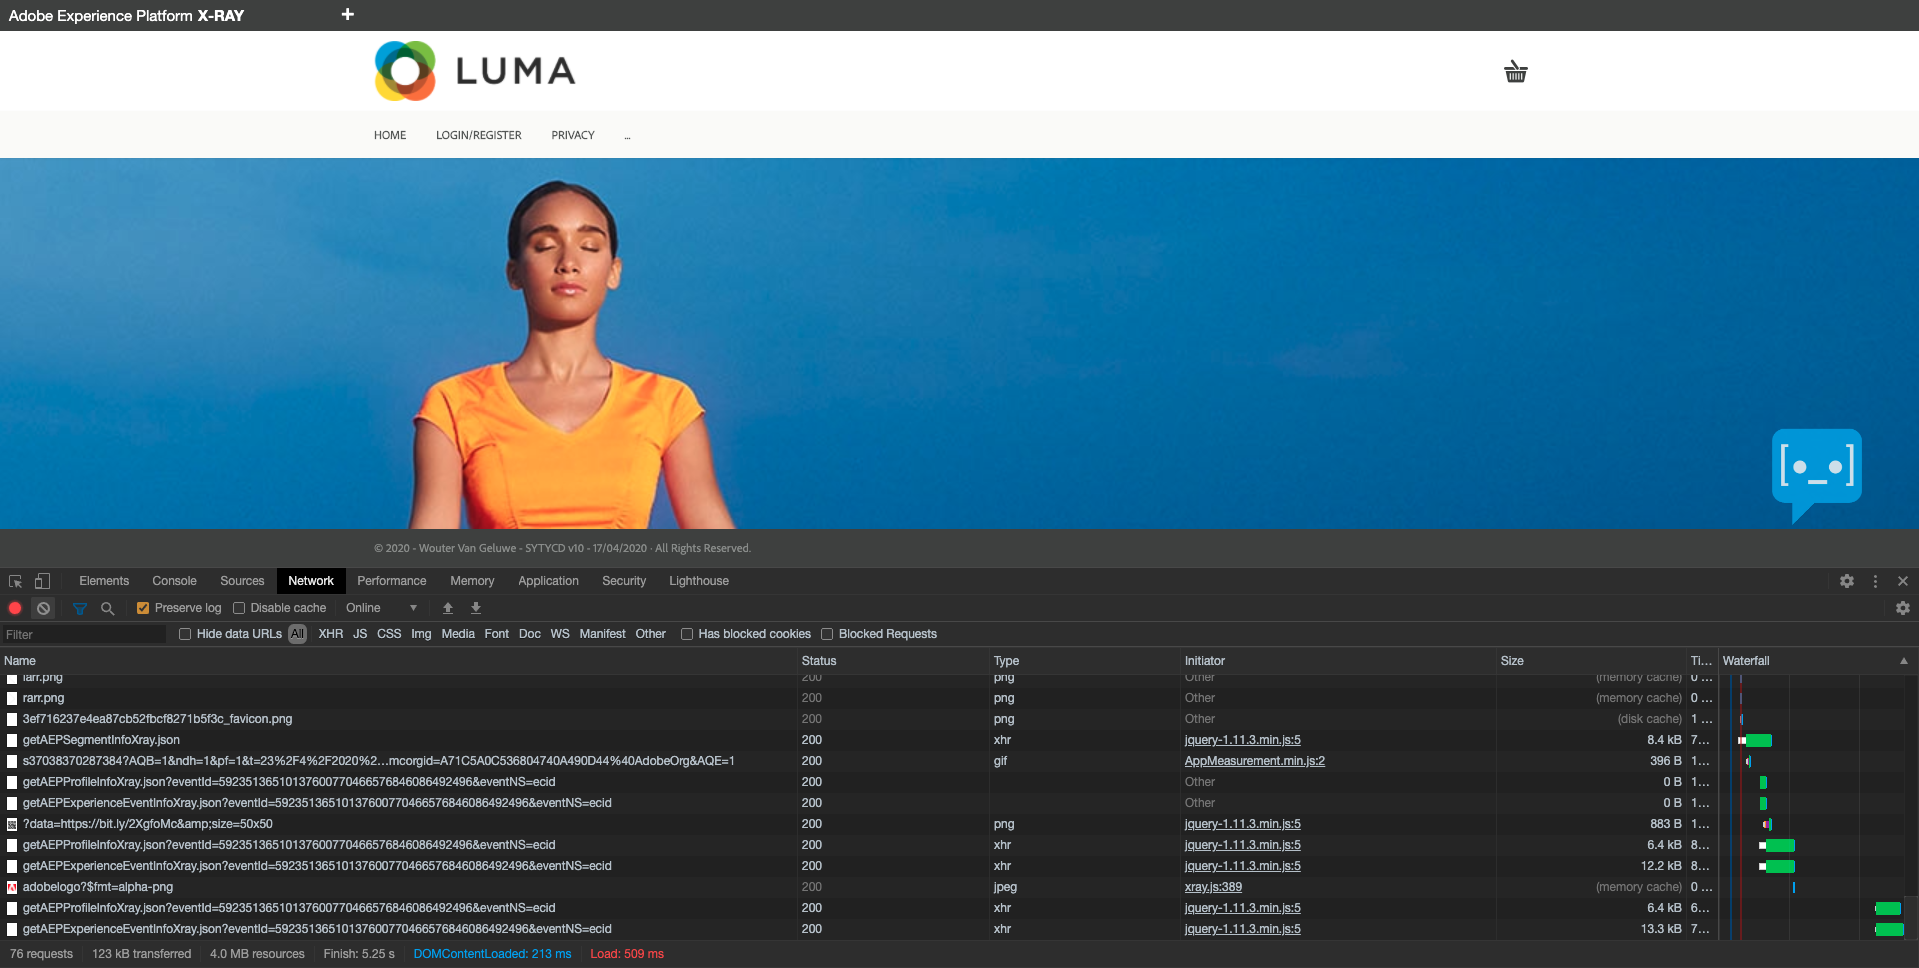 Adobe Experience Platform X-RAY +
LUMA
HOME LOGIN/REGISTER PRIVACY ...
© 2020 - Wouter Van Geluwe - SYTYCD v10 - 17/04/2020 · All Rights Reserved.
Elements Console Sources Network Performance Memory Application Security Lighthouse
Preserve log Disable cache Online
Filter Hide data URLs All XHR JS CSS Img Media Font Doc WS Manifest Other Has blocked cookies Blocked Requests
Name Status Type Initiator Size Ti... Waterfall
larr.png 200 png Other (memory cache) 0 ...
rarr.png 200 png Other (memory cache) 0 ...
3ef716237e4ea87cb52fbcf8271b5f3c_favicon.png 200 png Other (disk cache) 1 ...
getAEPSegmentInfoXray.json 200 xhr jquery-1.11.3.min.js:5 8.4 kB 7...
s37038370287384?AQB=1&ndh=1&pf=1&t=23%2F4%2F2020%2...mcorgid=A71C5A0C536804740A490D44%40AdobeOrg&AQE=1 200 gif AppMeasurement.min.js:2 396 B 1...
getAEPProfileInfoXray.json?eventId=59235136510137600770466576846086492496&eventNS=ecid 200 Other 0 B 1...
getAEPExperienceEventInfoXray.json?eventId=59235136510137600770466576846086492496&eventNS=ecid 200 Other 0 B 1...
?data=https://bit.ly/2XgfoMc&amp;size=50x50 200 png jquery-1.11.3.min.js:5 883 B 1...
getAEPProfileInfoXray.json?eventId=59235136510137600770466576846086492496&eventNS=ecid 200 xhr jquery-1.11.3.min.js:5 6.4 kB 8...
getAEPExperienceEventInfoXray.json?eventId=59235136510137600770466576846086492496&eventNS=ecid 200 xhr jquery-1.11.3.min.js:5 12.2 kB 8...
adobelogo?$fmt=alpha-png 200 jpeg xray.js:389 (memory cache) 0 ...
getAEPProfileInfoXray.json?eventId=59235136510137600770466576846086492496&eventNS=ecid 200 xhr jquery-1.11.3.min.js:5 6.4 kB 6...
getAEPExperienceEventInfoXray.json?eventId=59235136510137600770466576846086492496&eventNS=ecid 200 xhr jquery-1.11.3.min.js:5 13.3 kB 7...
76 requests 123 kB transferred 4.0 MB resources Finish: 5.25 s DOMContentLoaded: 213 ms Load: 509 ms